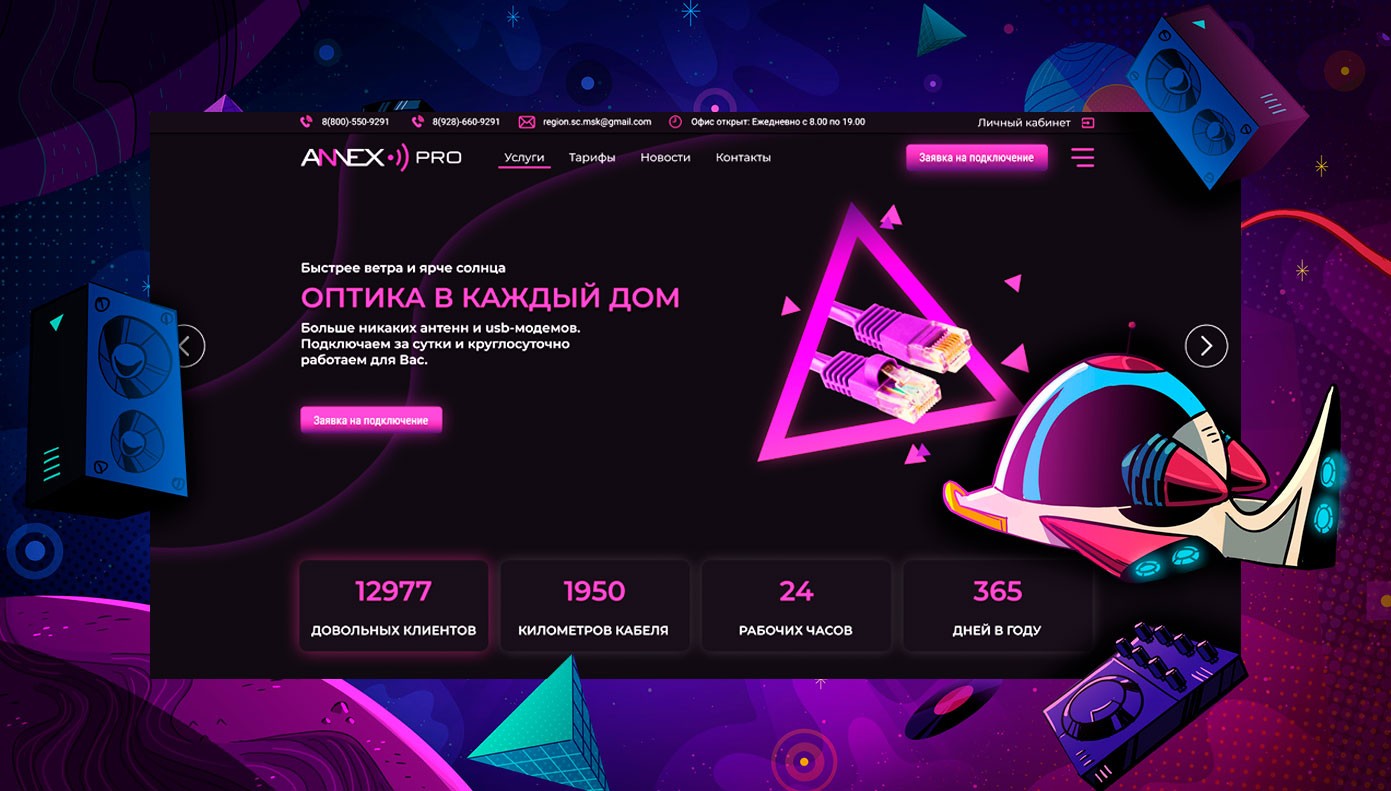 8(800)-550-9291 8(928)-660-9291 region.sc.msk@gmail.com Офис открыт: Ежедневно с 8.00 по 19.00 Личный кабинет
ANNEX PRO Услуги Тарифы Новости Контакты Заявка на подключение
Быстрее ветра и ярче солнца
ОПТИКА В КАЖДЫЙ ДОМ
Больше никаких антенн и usb-модемов.
Подключаем за сутки и круглосуточно
работаем для Вас.
Заявка на подключение
12977 1950 24 365
ДОВОЛЬНЫХ КЛИЕНТОВ КИЛОМЕТРОВ КАБЕЛЯ РАБОЧИХ ЧАСОВ ДНЕЙ В ГОДУ